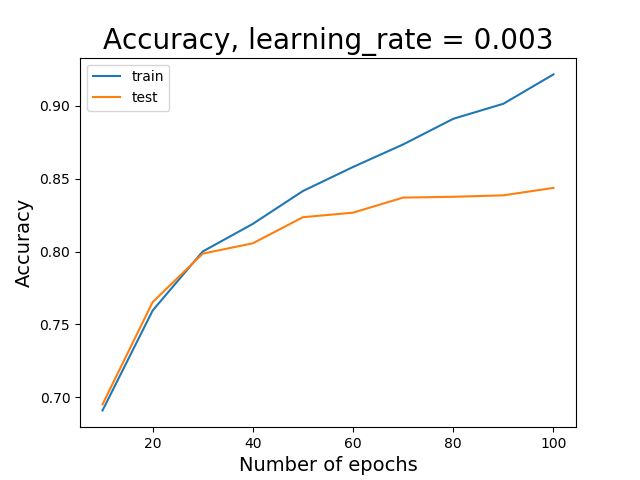 Accuracy, learning_rate = 0.003
train
test
0.90
0.85
0.80
0.75
0.70
Accuracy
20 40 60 80 100
Number of epochs